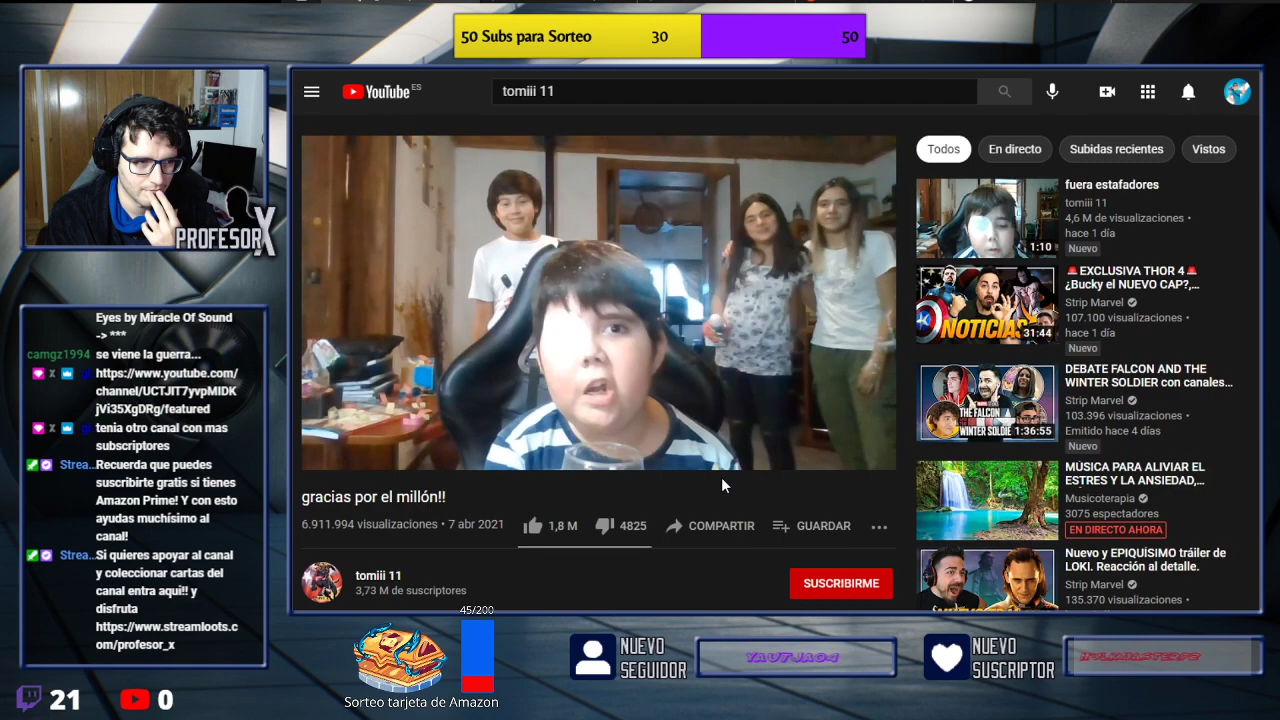 50 Subs para Sorteo 30 50
YouTube ES
tomiii 11
PROFESOR X
Todos
En directo
Subidas recientes
Vistos
fuera estafadores
tomiii 11
4,6 M de visualizaciones •
hace 1 día
Nuevo
1:10
🚨EXCLUSIVA THOR 4🚨
¿Bucky el NUEVO CAP?,...
Strip Marvel
107.100 visualizaciones •
hace 1 día
Nuevo
NOTICIAS
31:44
DEBATE FALCON AND THE
WINTER SOLDIER con canales...
Strip Marvel
103.396 visualizaciones •
Emitido hace 4 días
Nuevo
THE FALCON
WINTER SOLDIE
1:36:55
MÚSICA PARA ALIVIAR EL
ESTRES Y LA ANSIEDAD,...
Musicoterapia
3075 espectadores
EN DIRECTO AHORA
Nuevo y EPIQUÍSIMO tráiler de
LOKI. Reacción al detalle.
Strip Marvel
135.370 visualizaciones •
gracias por el millón!!
6.911.994 visualizaciones • 7 abr 2021
1,8 M
4825
COMPARTIR
GUARDAR
tomiii 11
3,73 M de suscriptores
SUSCRIBIRME
Eyes by Miracle Of Sound
-> ***
camgz1994 se viene la guerra...
X https://www.youtube.com/
channel/UCTJIT7yvpMIDK
jVi35XgDRg/featured
X tenia otro canal con mas
subscriptores
Strea...Recuerda que puedes
suscribirte gratis si tienes
Amazon Prime! Y con esto
ayudas muchísimo al
canal!
Strea...Si quieres apoyar al canal
y coleccionar cartas del
canal entra aqui!! y
disfruta
https://www.streamloots.c
om/profesor_x
45/200
Sorteo tarjeta de Amazon
NUEVO
SEGUIDOR
YAUTJA04
NUEVO
SUSCRIPTOR
21
0